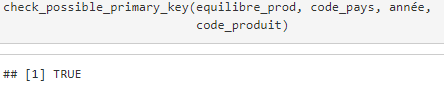 check_possible_primary_key(equilibre_prod, code_pays, année,
code_produit)
## [1] TRUE